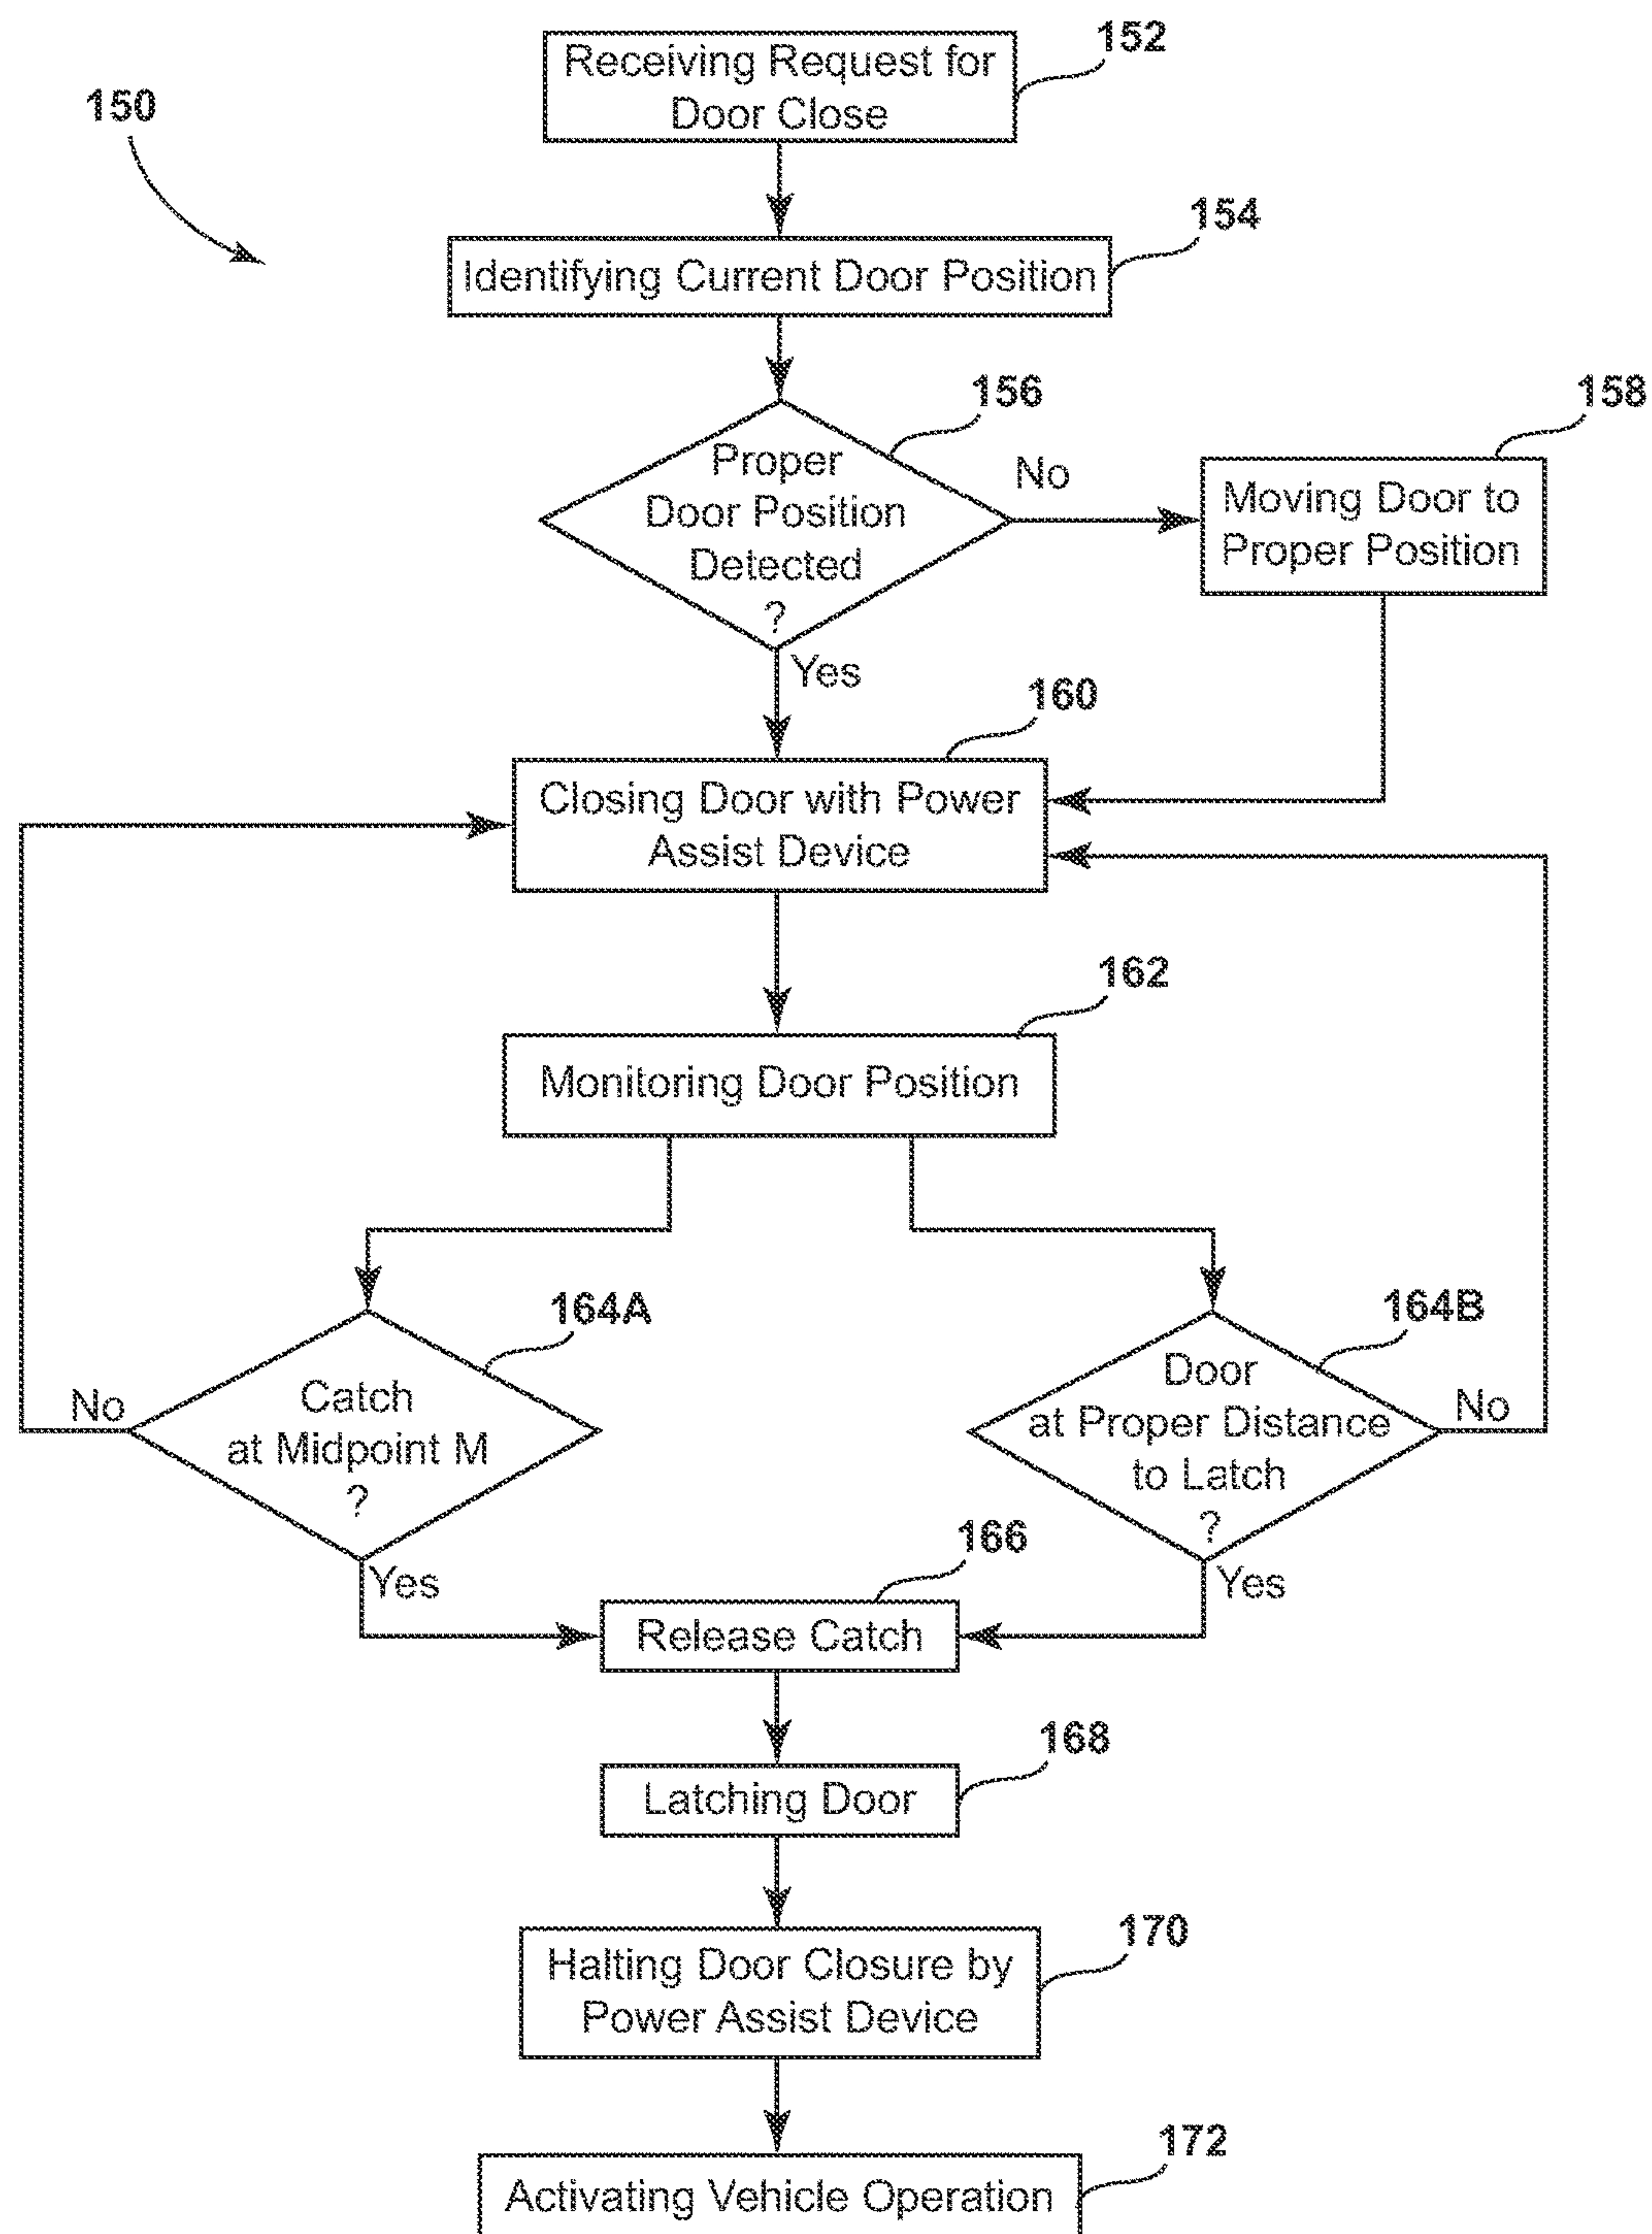 152
Receiving Request for
Door Close
150
154
Identifying Current Door Position
156
158
Proper
Door Position
Detected
?
No
Moving Door to
Proper Position
Yes
160
Closing Door with Power
Assist Device
162
Monitoring Door Position
164A
164B
No
Catch
at Midpoint M
?
Door
at Proper Distance
to Latch
?
No
Yes
166
Yes
Release Catch
168
Latching Door
170
Halting Door Closure by
Power Assist Device
172
Activating Vehicle Operation